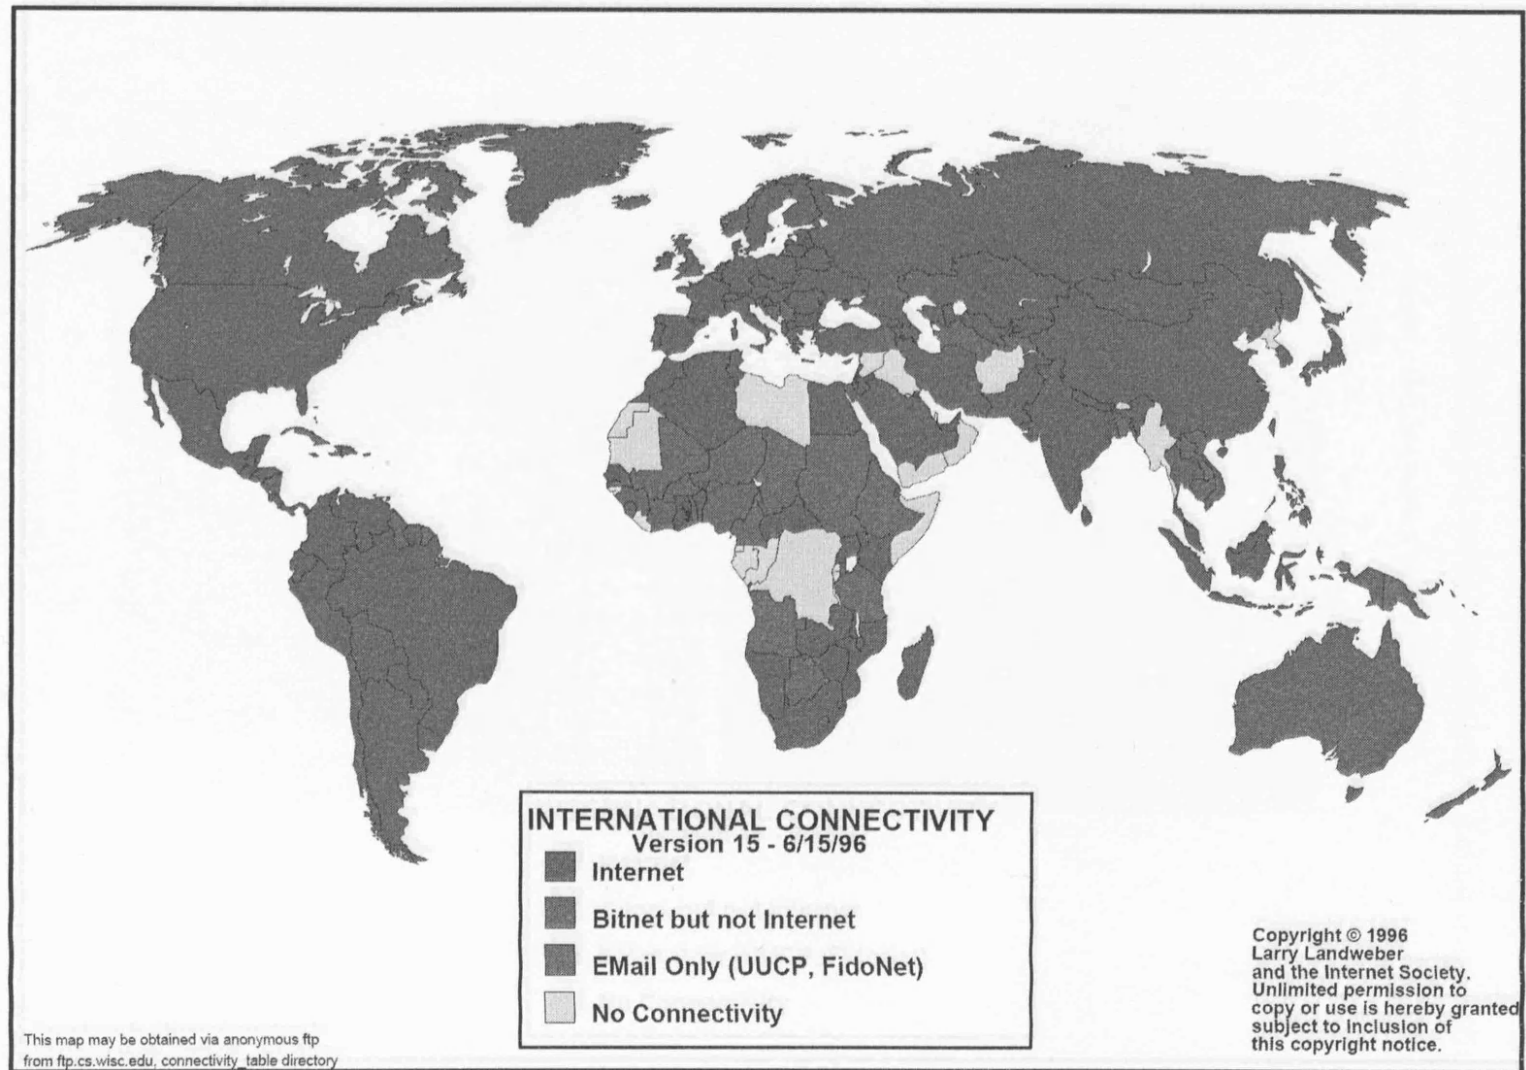 INTERNATIONAL CONNECTIVITY
Version 15 - 6/15/96
Internet
Bitnet but not Internet
EMail Only (UUCP, FidoNet)
No Connectivity
Copyright © 1996
Larry Landweber
and the Internet Society.
Unlimited permission to
copy or use is hereby granted
subject to inclusion of
this copyright notice.
This map may be obtained via anonymous ftp
from ftp.cs.wisc.edu, connectivity_table directory